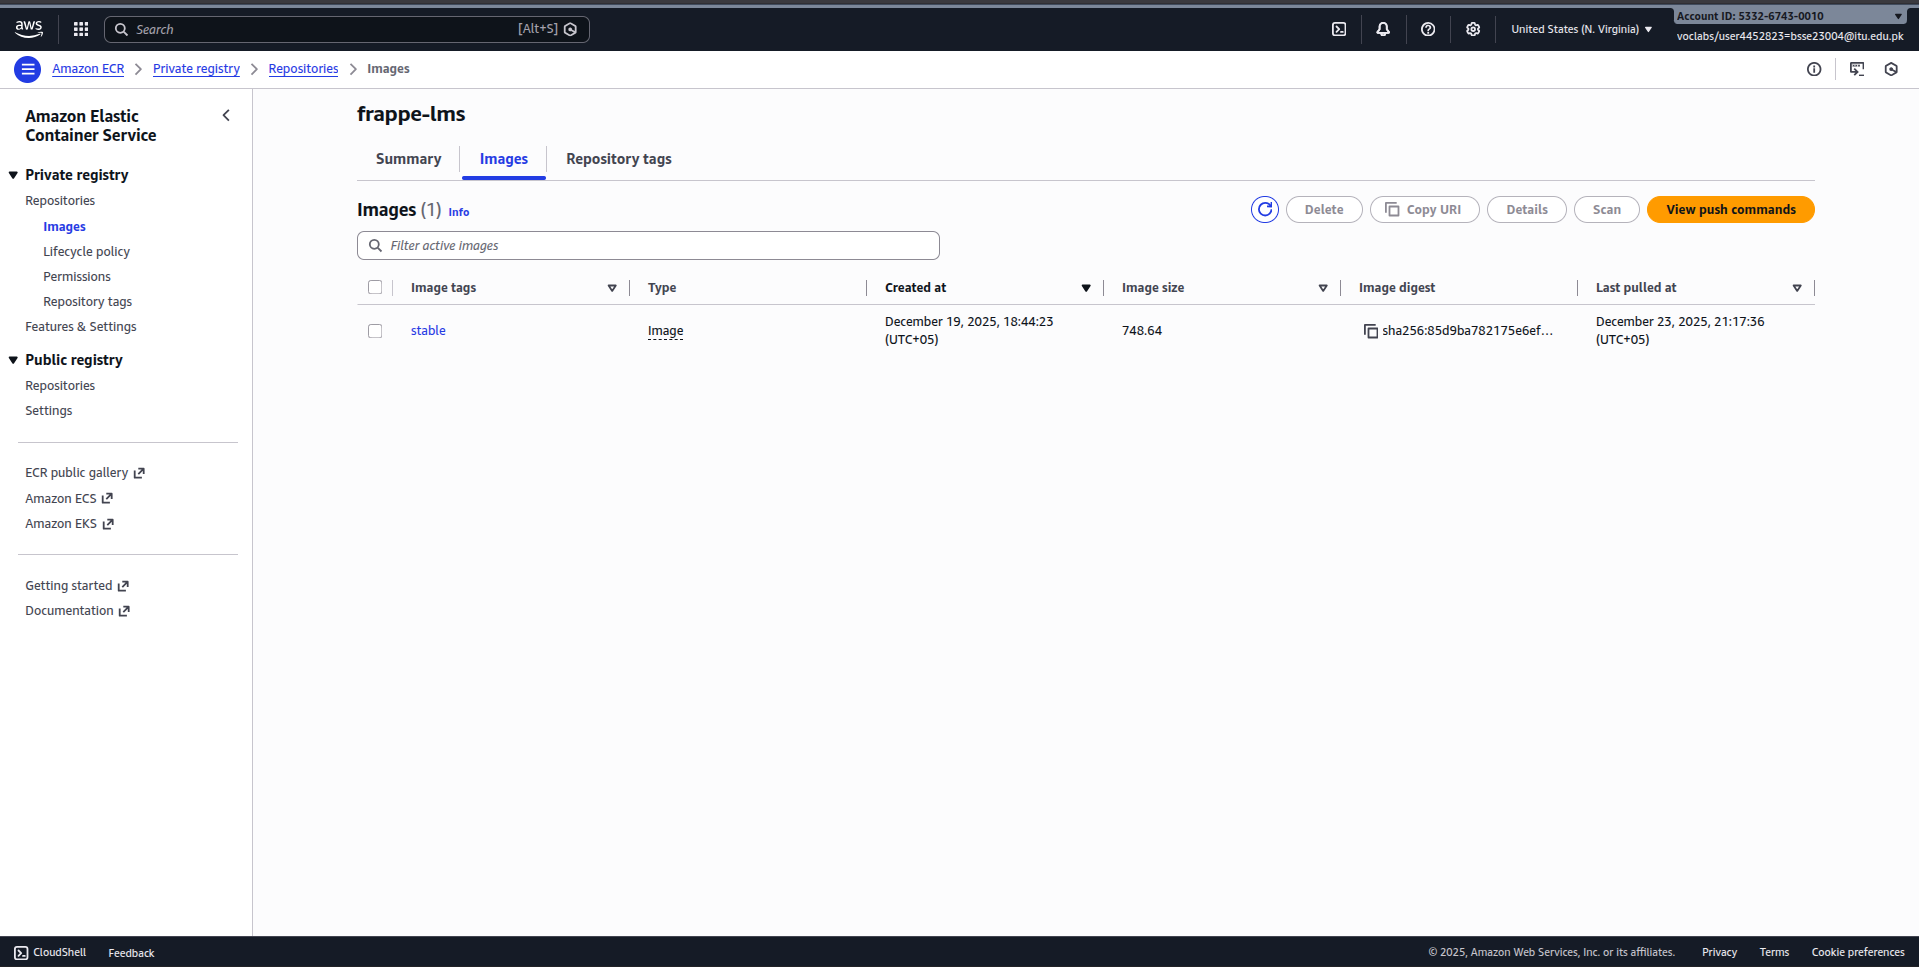 aws
Search [Alt+S]
United States (N. Virginia)
Account ID: 5332-6743-0010
voclabs/user4452823=bsse23004@itu.edu.pk
Amazon ECR
Private registry
Repositories
Images
Amazon Elastic
Container Service
Private registry
Repositories
Images
Lifecycle policy
Permissions
Repository tags
Features & Settings
Public registry
Repositories
Settings
ECR public gallery
Amazon ECS
Amazon EKS
Getting started
Documentation
frappe-lms
Summary
Images
Repository tags
Images (1) Info
Delete
Copy URI
Details
Scan
View push commands
Filter active images
Image tags
Type
Created at
Image size
Image digest
Last pulled at
stable
Image
December 19, 2025, 18:44:23
(UTC+05)
748.64
sha256:85d9ba782175e6ef...
December 23, 2025, 21:17:36
(UTC+05)
CloudShell
Feedback
© 2025, Amazon Web Services, Inc. or its affiliates.
Privacy
Terms
Cookie preferences